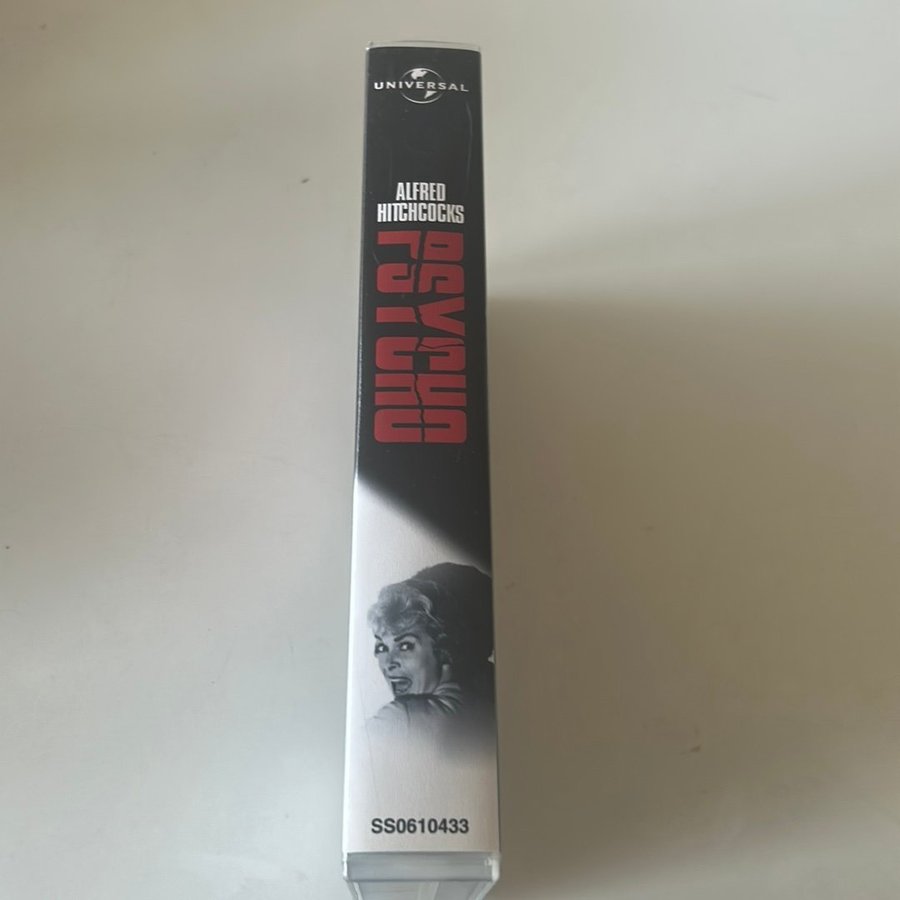 UNIVERSAL
ALFRED
HITCHCOCKS
PSYCHO
SS0610433